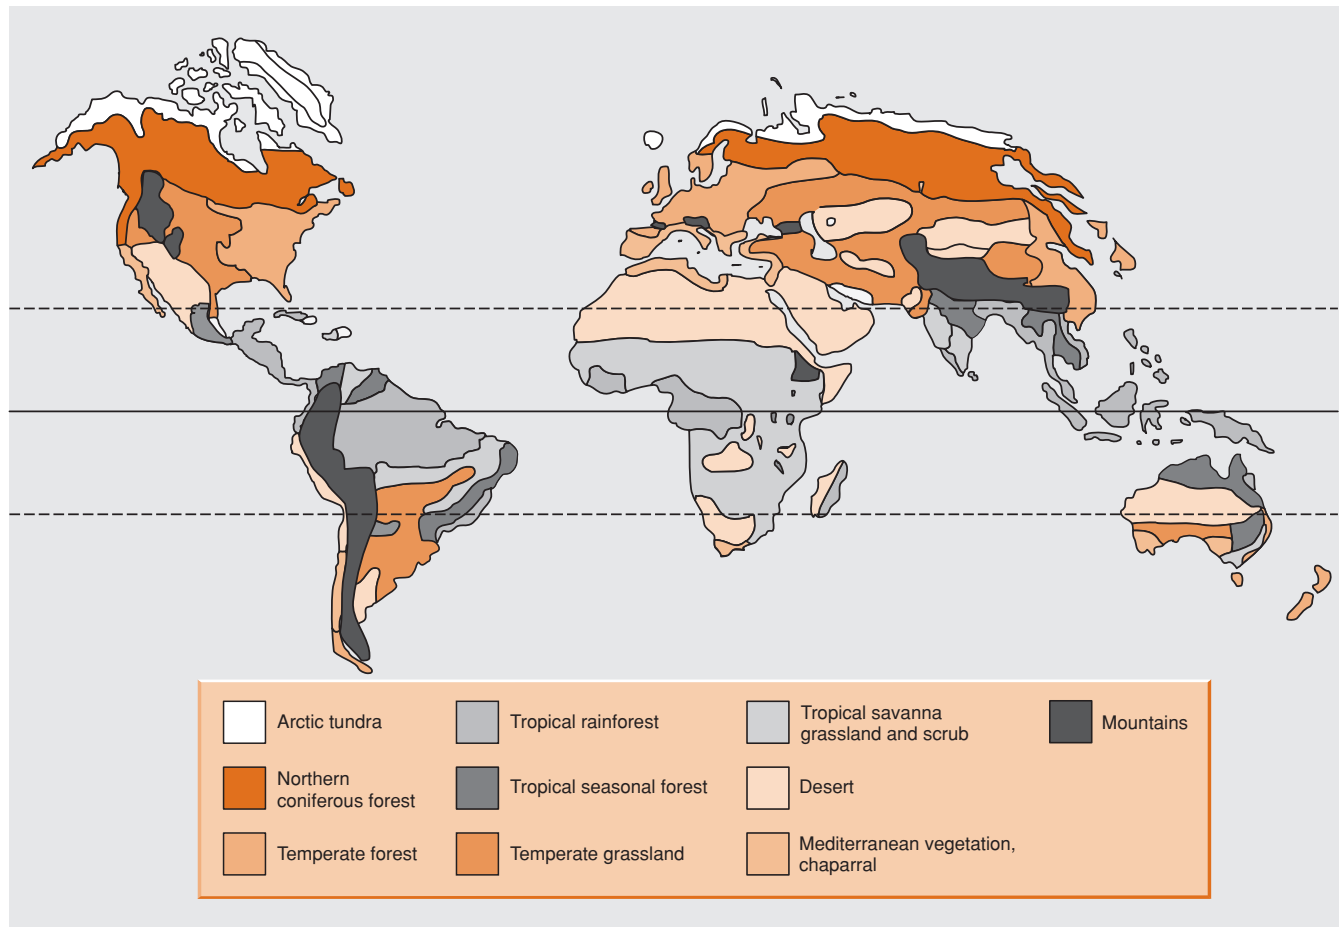 Arctic tundra
Northern
coniferous forest
Temperate forest
Tropical rainforest
Tropical seasonal forest
Temperate grassland
Tropical savanna
grassland and scrub
Desert
Mediterranean vegetation,
chaparral
Mountains